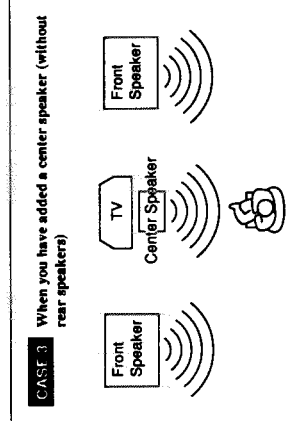 CASE 3 When you have added a center speaker (without
rear speakers)
Front
Speaker
TV
Center Speaker
Front
Speaker